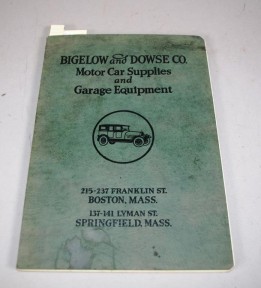 BIGELOW and DOWSE CO.
Motor Car Supplies
and
Garage Equipment
215-237 FRANKLIN ST.
BOSTON, MASS.
137-141 LYMAN ST.
SPRINGFIELD, MASS.